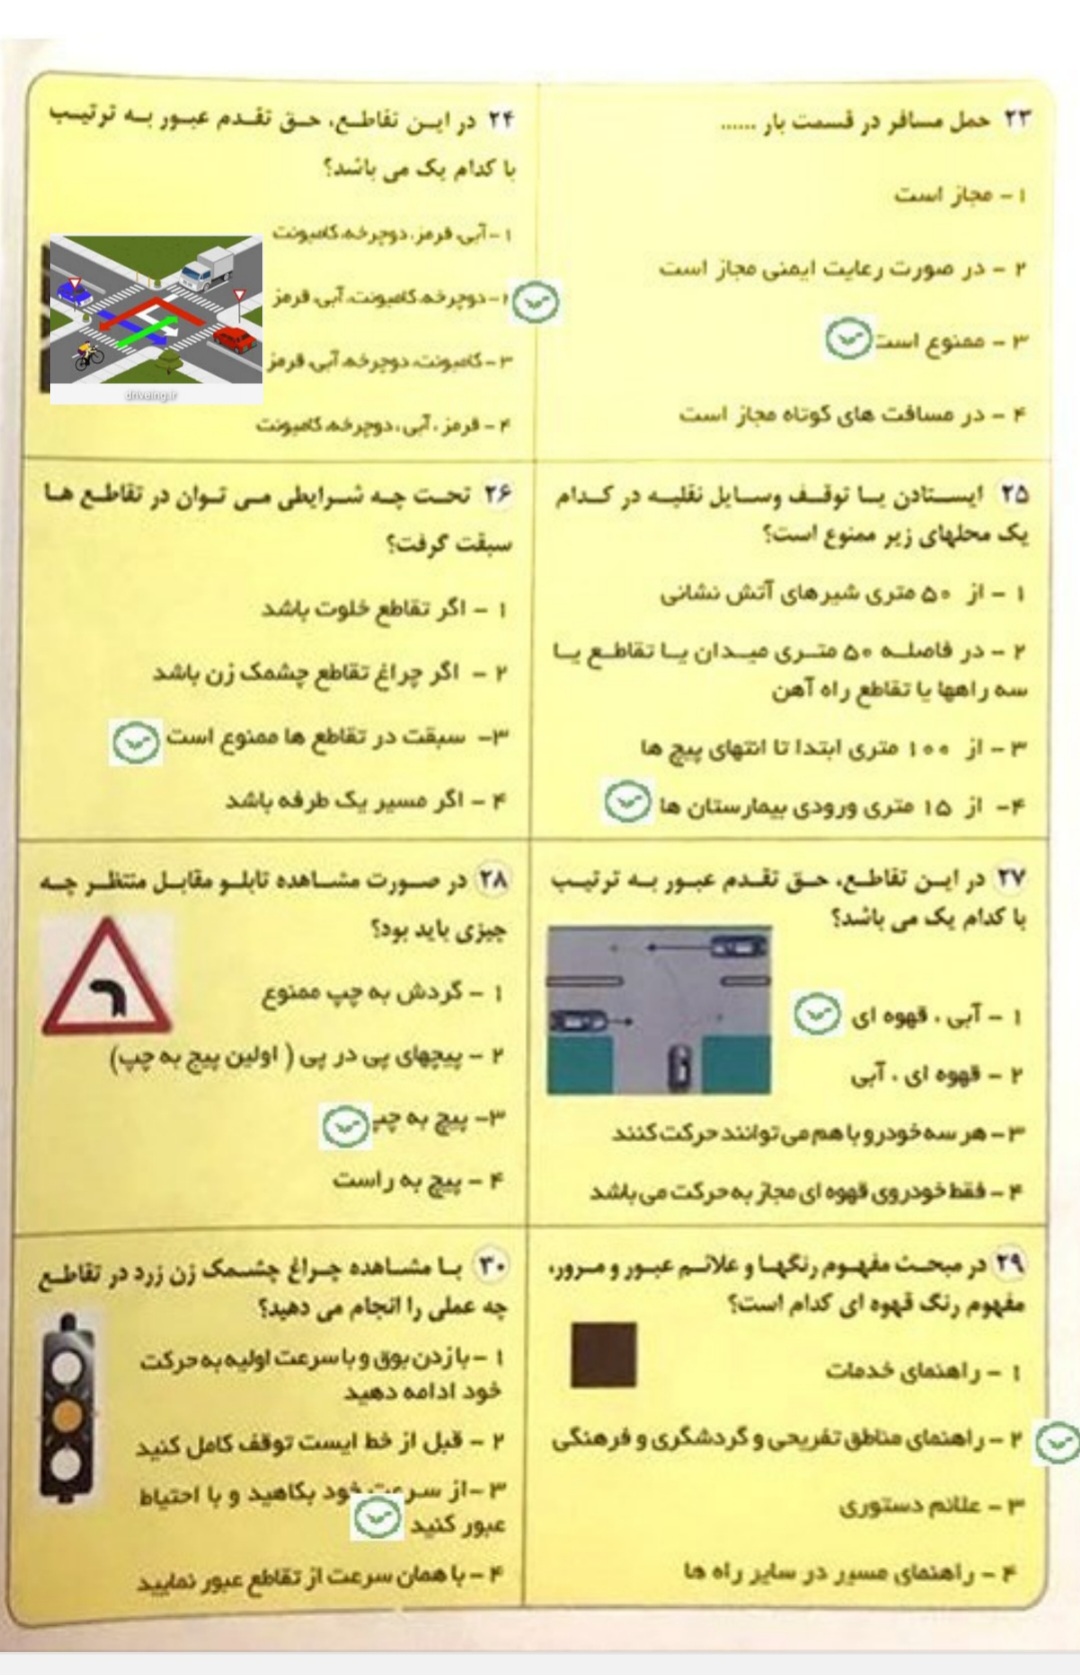 ۲۳ حمل مسافر در قسمت بار ......
۱ - مجاز است
۲ - در صورت رعایت ایمنی مجاز است
۳ - ممنوع است
۴ - در مسافت های کوتاه مجاز است
۲۴ در این تقاطع، حق تقدم عبور به ترتیب
با کدام یک می باشد؟
۱ - آبی، قرمز، دوچرخه، کامیونت
۲ - دوچرخه، کامیونت، آبی، قرمز
۳ - کامیونت، دوچرخه، آبی، قرمز
۴ - قرمز، آبی، دوچرخه، کامیونت
driveing.ir
۲۵ ایستادن یا توقف وسایل نقلیه در کدام
یک محلهای زیر ممنوع است؟
۱ - از ۵۰ متری شیرهای آتش نشانی
۲ - در فاصله ۵۰ متری میدان یا تقاطع یا
سه راهها یا تقاطع راه آهن
۳ - از ۱۰۰ متری ابتدا تا انتهای پیچ ها
۴- از ۱۵ متری ورودی بیمارستان ها
۲۶ تحت چه شرایطی می توان در تقاطع ها
سبقت گرفت؟
۱ - اگر تقاطع خلوت باشد
۲ - اگر چراغ تقاطع چشمک زن باشد
۳- سبقت در تقاطع ها ممنوع است
۴ - اگر مسیر یک طرفه باشد
۲۷ در این تقاطع، حق تقدم عبور به ترتیب
با کدام یک می باشد؟
۱ - آبی ، قهوه ای
۲ - قهوه ای ، آبی
۳ - هر سه خودرو با هم می توانند حرکت کنند
۴ - فقط خودروی قهوه ای مجاز به حرکت می باشد
۲۸ در صورت مشاهده تابلو مقابل منتظر چه
چیزی باید بود؟
۱ - گردش به چپ ممنوع
۲ - پیچهای پی در پی ( اولین پیچ به چپ)
۳- پیچ به چپ
۴ - پیچ به راست
۲۹ در مبحث مفهوم رنگها و علائم عبور و مرور،
مفهوم رنگ قهوه ای کدام است؟
۱ - راهنمای خدمات
۲ - راهنمای مناطق تفریحی و گردشگری و فرهنگی
۳ - علائم دستوری
۴ - راهنمای مسیر در سایر راه ها
۳۰ با مشاهده چراغ چشمک زن زرد در تقاطع
چه عملی را انجام می دهید؟
۱ - با زدن بوق و با سرعت اولیه به حرکت
خود ادامه دهید
۲ - قبل از خط ایست توقف کامل کنید
۳ - از سرعت خود بکاهید و با احتیاط
عبور کنید
۴ - با همان سرعت از تقاطع عبور نمایید